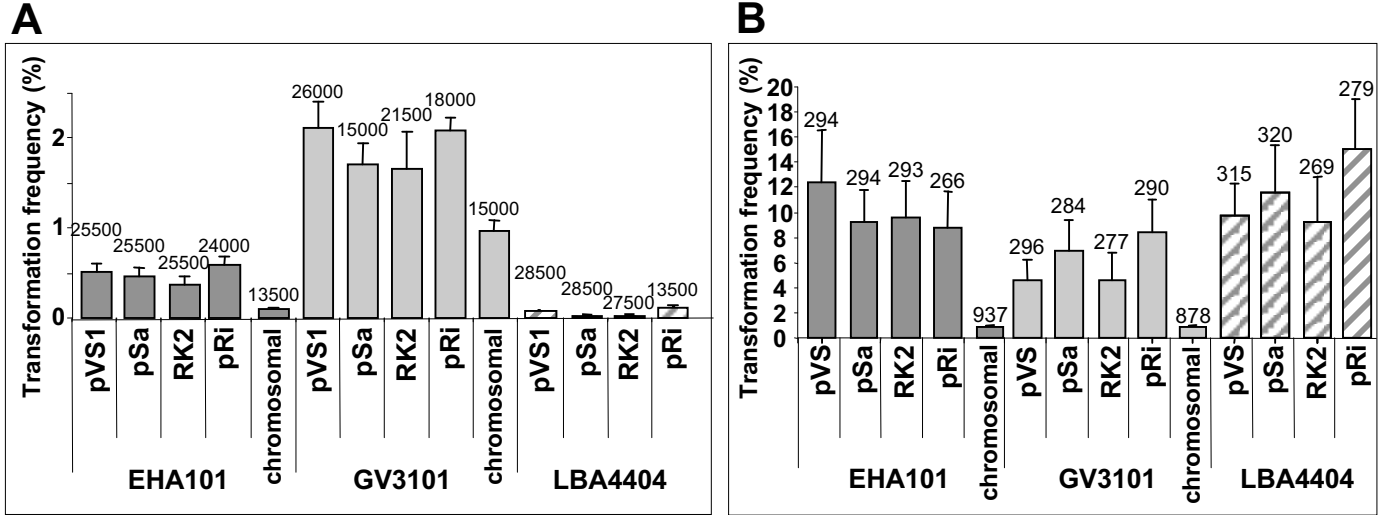 A
Transformation frequency (%)
2
1
0
25500
25500
25500
24000
13500
26000
15000
21500
18000
15000
28500
28500
27500
13500
pVS1
pSa
RK2
pRi
chromosomal
pVS1
pSa
RK2
pRi
chromosomal
pVS1
pSa
RK2
pRi
EHA101
GV3101
LBA4404
B
Transformation frequency (%)
20
18
16
14
12
10
8
6
4
2
0
294
294
293
266
937
296
284
277
290
878
315
320
269
279
pVS
pSa
RK2
pRi
chromosomal
pVS
pSa
RK2
pRi
chromosomal
pVS
pSa
RK2
pRi
EHA101
GV3101
LBA4404